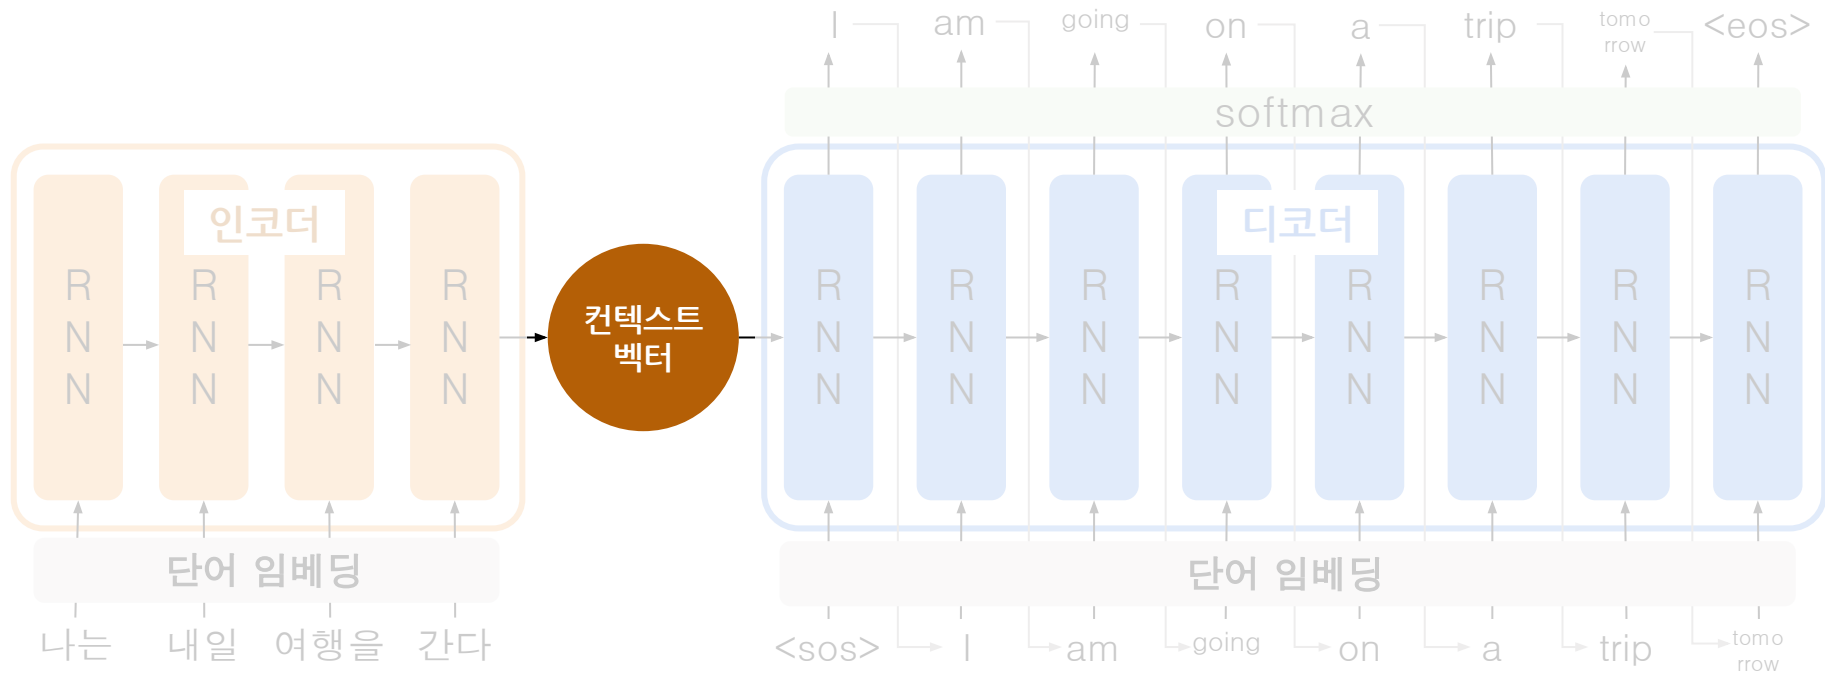 I am going on a trip tomo
rrow <eos>
softmax
인코더
디코더
R R R R R R R R R R R R
N N N N N N N N N N N N
N N N N N N N N N N N N
컨텍스트
벡터
단어 임베딩
단어 임베딩
나는 내일 여행을 간다
<sos> I am going on a trip tomo
rrow